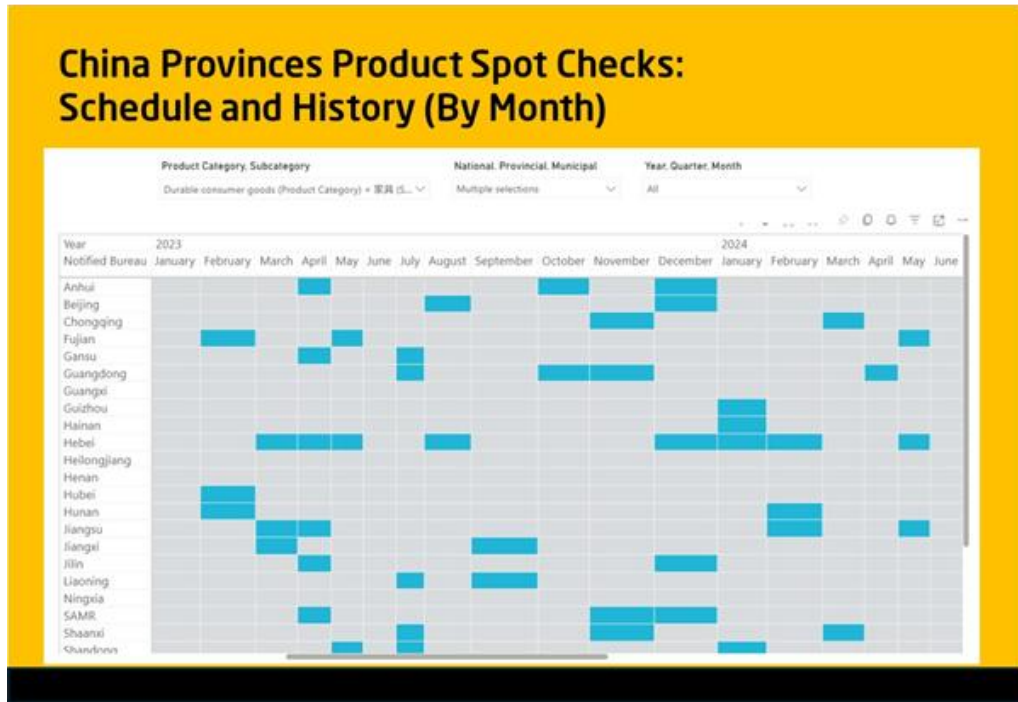 China Provinces Product Spot Checks:
Schedule and History (By Month)
Product Category, Subcategory
National, Provincial, Municipal
Year, Quarter, Month
Durable consumer goods (Product Category) + 家具 (S...
Multiple selections
All
Year 2023 2024
Notified Bureau January February March April May June July August September October November December January February March April May June
Anhui
Beijing
Chongqing
Fujian
Gansu
Guangdong
Guangxi
Guizhou
Hainan
Hebei
Heilongjiang
Henan
Hubei
Hunan
Jiangsu
Jiangxi
Jilin
Liaoning
Ningxia
SAMR
Shaanxi
Shandong